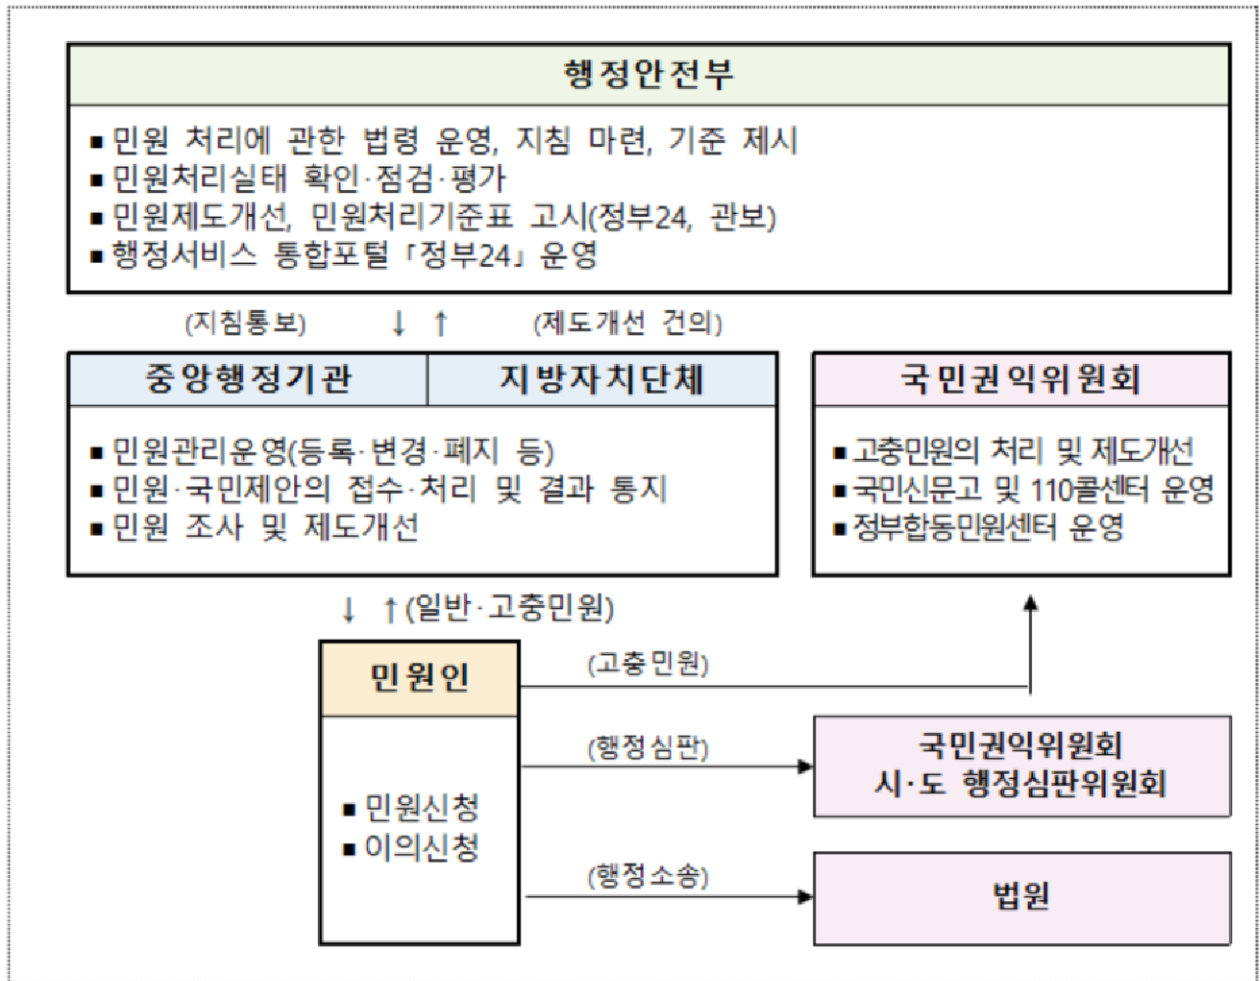 행정안전부
▪ 민원 처리에 관한 법령 운영, 지침 마련, 기준 제시
▪ 민원처리실태 확인·점검·평가
▪ 민원제도개선, 민원처리기준표 고시(정부24, 관보)
▪ 행정서비스 통합포털 「정부24」 운영
(지침통보) ↓ ↑ (제도개선 건의)
중앙행정기관 지방자치단체
▪ 민원관리운영(등록·변경·폐지 등)
▪ 민원·국민제안의 접수·처리 및 결과 통지
▪ 민원 조사 및 제도개선
국민권익위원회
▪ 고충민원의 처리 및 제도개선
▪ 국민신문고 및 110콜센터 운영
▪ 정부합동민원센터 운영
↓ ↑ (일반·고충민원)
민원인
▪ 민원신청
▪ 이의신청
(고충민원)
(행정심판)
국민권익위원회
시·도 행정심판위원회
(행정소송)
법원